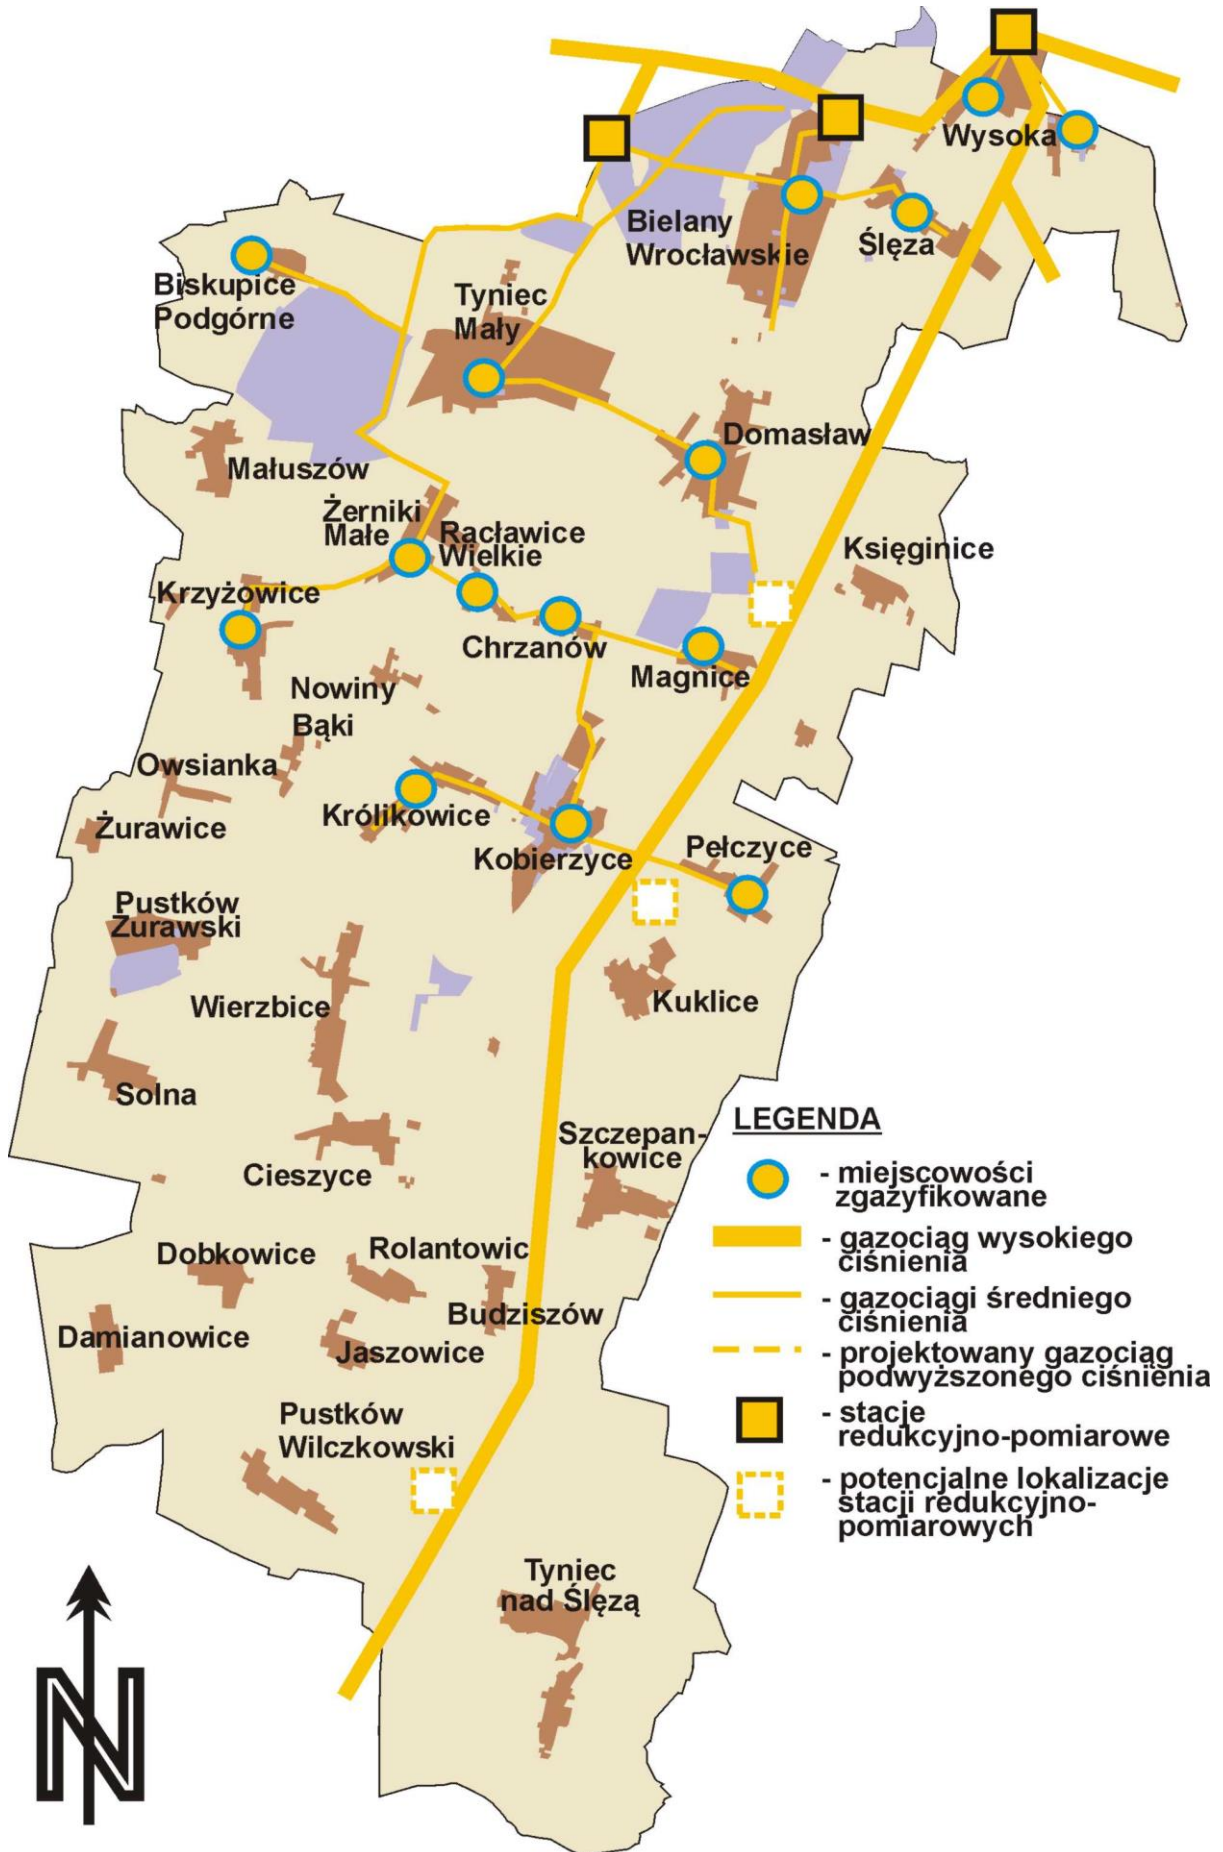 Wysoka
Bielany
Wrocławskie
Ślęza
Biskupice
Podgórne
Tyniec
Mały
Domasław
Małuszów
Żerniki
Małe
Racławice
Wielkie
Księginice
Krzyżowice
Chrzanów
Magnice
Nowiny
Bąki
Owsianka
Królikowice
Żurawice
Kobierzyce
Pełczyce
Pustków
Żurawski
Wierzbice
Kuklice
Solna
Szczepan-
kowice
Cieszyce
Dobkowice
Rolantowic
Budziszów
Damianowice
Jaszowice
Pustków
Wilczkowski
Tyniec
nad Ślęzą
LEGENDA
- miejscowości
zgazyfikowane
- gazociąg wysokiego
ciśnienia
- gazociągi średniego
ciśnienia
- projektowany gazociąg
podwyższonego ciśnienia
- stacje
redukcyjno-pomiarowe
- potencjalne lokalizacje
stacji redukcyjno-
pomiarowych
N